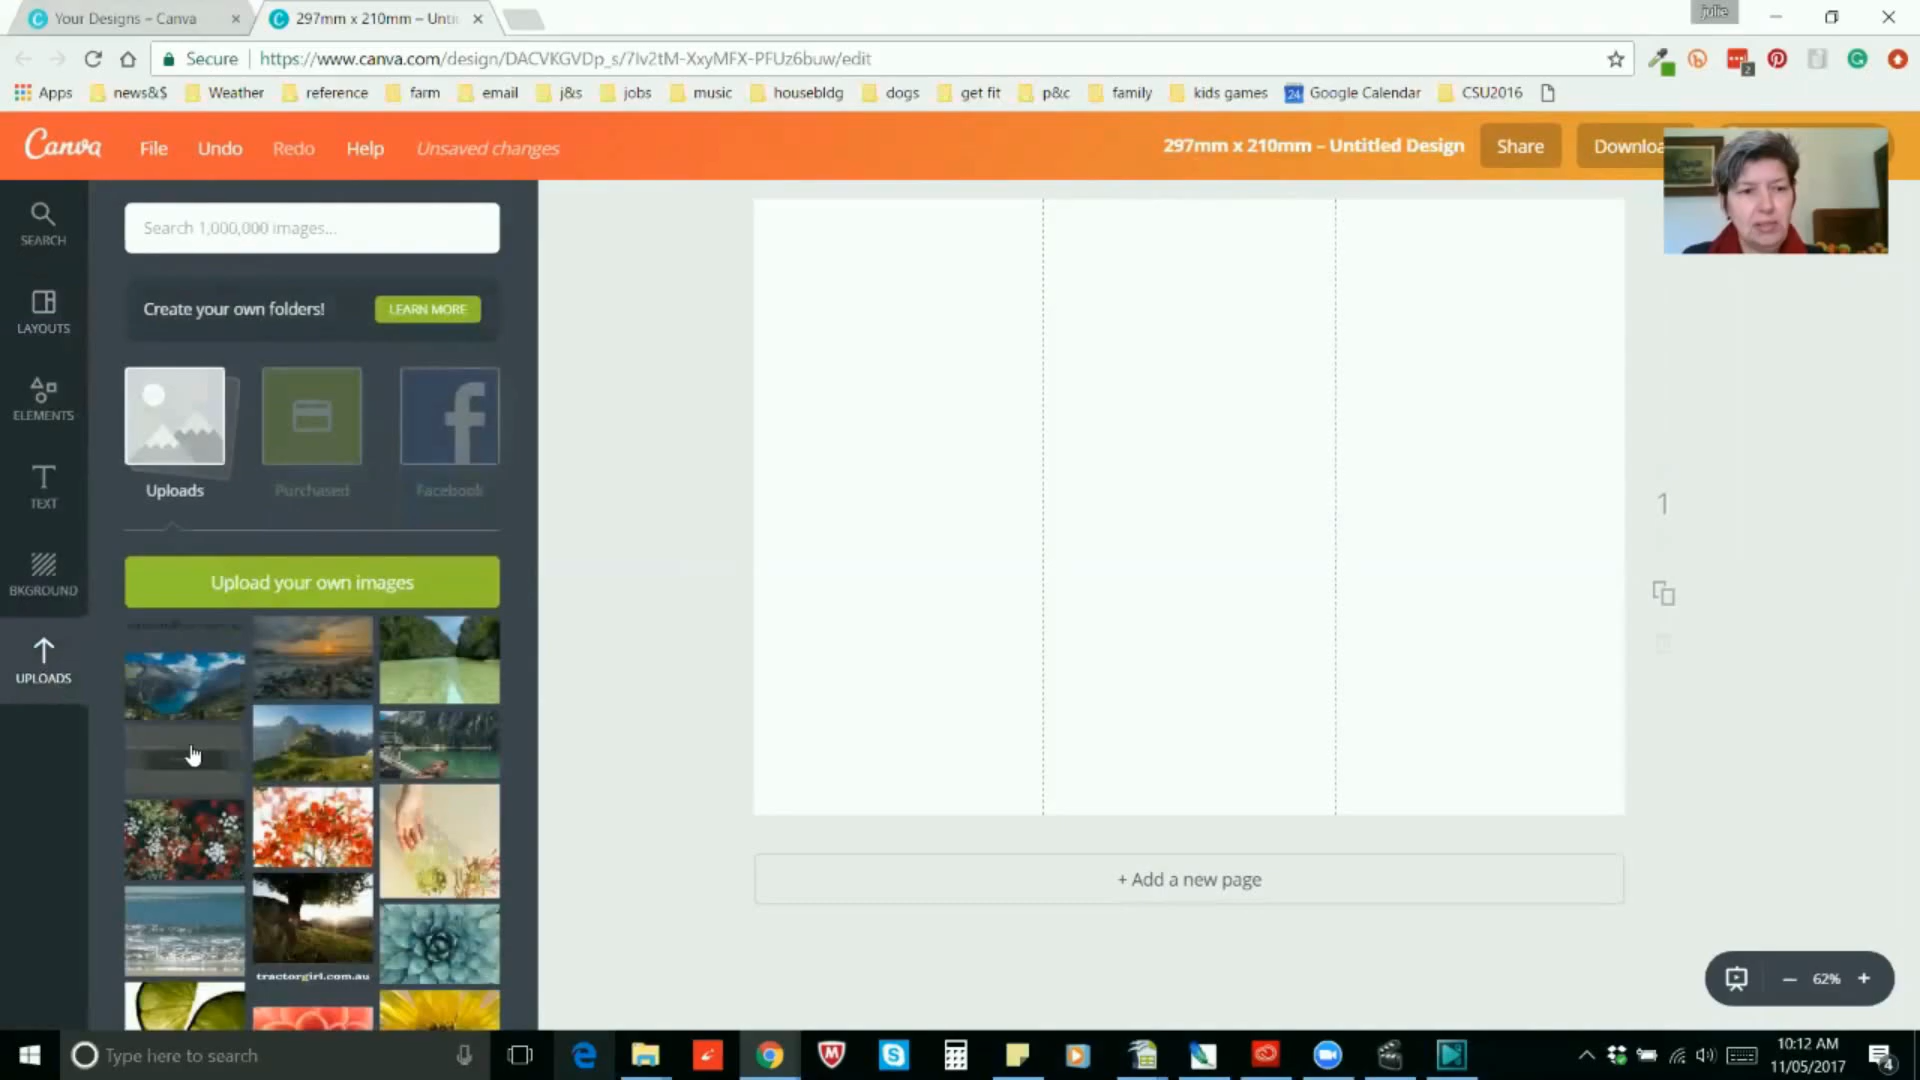 Your Designs – Canva
297mm x 210mm – Unti
julie
Secure
https://www.canva.com/design/DACVKGVDp_s/7Iv2tM-XxyMFX-PFUz6buw/edit
2
Apps
news&$
Weather
reference
farm
email
j&s
jobs
music
housebldg
dogs
get fit
p&c
family
kids games
24
Google Calendar
CSU2016
Canva
File
Undo
Redo
Help
Unsaved changes
297mm x 210mm – Untitled Design
Share
Downloa
SEARCH
LAYOUTS
ELEMENTS
TEXT
BKGROUND
UPLOADS
Search 1,000,000 images...
Create your own folders!
LEARN MORE
Uploads
Purchased
Facebook
Upload your own images
tractorgirl.com.au
1
+ Add a new page
62%
Type here to search
10:12 AM
11/05/2017
4